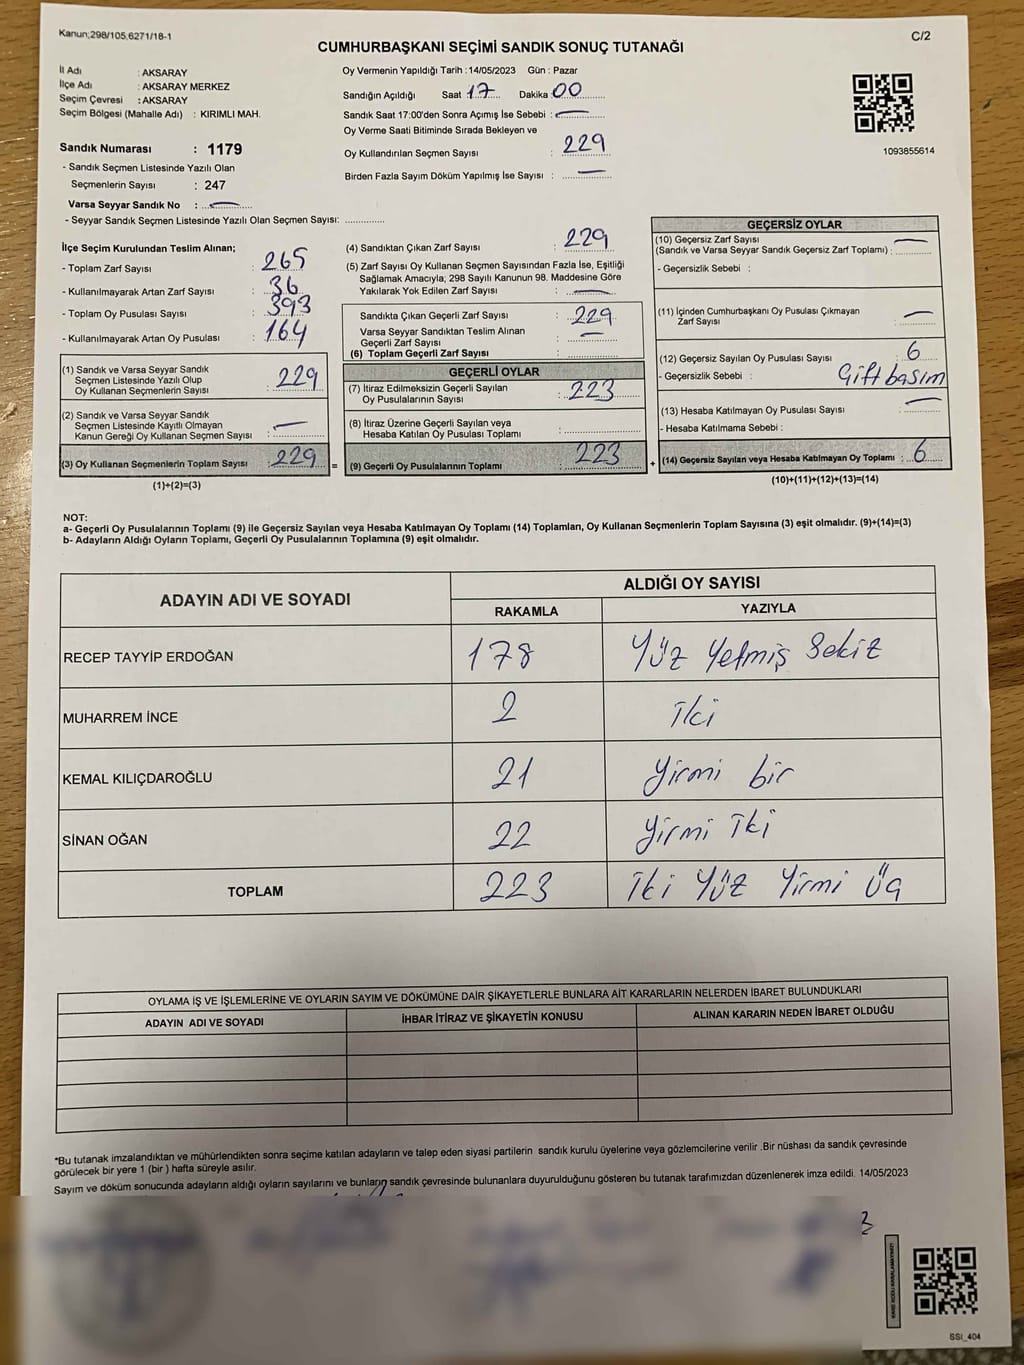 Kanun;298/105,6271/18-1
C/2
CUMHURBAŞKANI SEÇİMİ SANDIK SONUÇ TUTANAĞI
İl Adı : AKSARAY
İlçe Adı : AKSARAY MERKEZ
Seçim Çevresi : AKSARAY
Seçim Bölgesi (Mahalle Adı) : KIRIMLI MAH.
Sandık Numarası : 1179
- Sandık Seçmen Listesinde Yazılı Olan
Seçmenlerin Sayısı : 247
Varsa Seyyar Sandık No :
- Seyyar Sandık Seçmen Listesinde Yazılı Olan Seçmen Sayısı:
Oy Vermenin Yapıldığı Tarih :14/05/2023 Gün : Pazar
Sandığın Açıldığı Saat 17 Dakika 00
Sandık Saat 17:00'den Sonra Açımış İse Sebebi :
Oy Verme Saati Bitiminde Sırada Bekleyen ve
Oy Kullandırılan Seçmen Sayısı : 229
Birden Fazla Sayım Döküm Yapılmış İse Sayısı :
1093855614
İlçe Seçim Kurulundan Teslim Alınan;
- Toplam Zarf Sayısı : 265
- Kullanılmayarak Artan Zarf Sayısı : 36
- Toplam Oy Pusulası Sayısı : 393
- Kullanılmayarak Artan Oy Pusulası : 164
(1) Sandık ve Varsa Seyyar Sandık
Seçmen Listesinde Yazılı Olup
Oy Kullanan Seçmenlerin Sayısı : 229
(2) Sandık ve Varsa Seyyar Sandık
Seçmen Listesinde Kayıtlı Olmayan
Kanun Gereği Oy Kullanan Seçmen Sayısı :
(3) Oy Kullanan Seçmenlerin Toplam Sayısı : 229
(1)+(2)=(3)
(4) Sandıktan Çıkan Zarf Sayısı : 229
(5) Zarf Sayısı Oy Kullanan Seçmen Sayısından Fazla İse, Eşitliği
Sağlamak Amacıyla; 298 Sayılı Kanunun 98. Maddesine Göre
Yakılarak Yok Edilen Zarf Sayısı :
Sandıkta Çıkan Geçerli Zarf Sayısı : 229
Varsa Seyyar Sandıktan Teslim Alınan
Geçerli Zarf Sayısı :
(6) Toplam Geçerli Zarf Sayısı :
GEÇERLİ OYLAR
(7) İtiraz Edilmeksizin Geçerli Sayılan
Oy Pusulalarının Sayısı : 223
(8) İtiraz Üzerine Geçerli Sayılan veya
Hesaba Katılan Oy Pusulası Toplamı :
= (9) Geçerli Oy Pusulalarının Toplamı : 223
GEÇERSİZ OYLAR
(10) Geçersiz Zarf Sayısı
(Sandık ve Varsa Seyyar Sandık Geçersiz Zarf Toplamı) :
- Geçersizlik Sebebi :
(11) İçinden Cumhurbaşkanı Oy Pusulası Çıkmayan
Zarf Sayısı :
(12) Geçersiz Sayılan Oy Pusulası Sayısı : 6
- Geçersizlik Sebebi : Çift basım
(13) Hesaba Katılmayan Oy Pusulası Sayısı :
- Hesaba Katılmama Sebebi :
+ (14) Geçersiz Sayılan veya Hesaba Katılmayan Oy Toplamı : 6
(10)+(11)+(12)+(13)=(14)
NOT:
a- Geçerli Oy Pusulalarının Toplamı (9) ile Geçersiz Sayılan veya Hesaba Katılmayan Oy Toplamı (14) Toplamları, Oy Kullanan Seçmenlerin Toplam Sayısına (3) eşit olmalıdır. (9)+(14)=(3)
b- Adayların Aldığı Oyların Toplamı, Geçerli Oy Pusulalarının Toplamına (9) eşit olmalıdır.
ADAYIN ADI VE SOYADI
ALDIĞI OY SAYISI
RAKAMLA YAZIYLA
RECEP TAYYİP ERDOĞAN 178 Yüz Yetmiş Sekiz
MUHARREM İNCE 2 İki
KEMAL KILIÇDAROĞLU 21 Yirmi bir
SİNAN OĞAN 22 Yirmi İki
TOPLAM 223 İki Yüz Yirmi Üç
OYLAMA İŞ VE İŞLEMLERİNE VE OYLARIN SAYIM VE DÖKÜMÜNE DAİR ŞİKAYETLERLE BUNLARA AİT KARARLARIN NELERDEN İBARET BULUNDUKLARI
ADAYIN ADI VE SOYADI İHBAR İTİRAZ VE ŞİKAYETİN KONUSU ALINAN KARARIN NEDEN İBARET OLDUĞU
*Bu tutanak imzalandıktan ve mühürlendikten sonra seçime katılan adayların ve talep eden siyasi partilerin sandık kurulu üyelerine veya gözlemcilerine verilir .Bir nüshası da sandık çevresinde
görülecek bir yere 1 (bir ) hafta süreyle asılır.
Sayım ve döküm sonucunda adayların aldığı oyların sayılarını ve bunların sandık çevresinde bulunanlara duyurulduğunu gösteren bu tutanak tarafımızdan düzenlenerek imza edildi. 14/05/2023
SSI_404